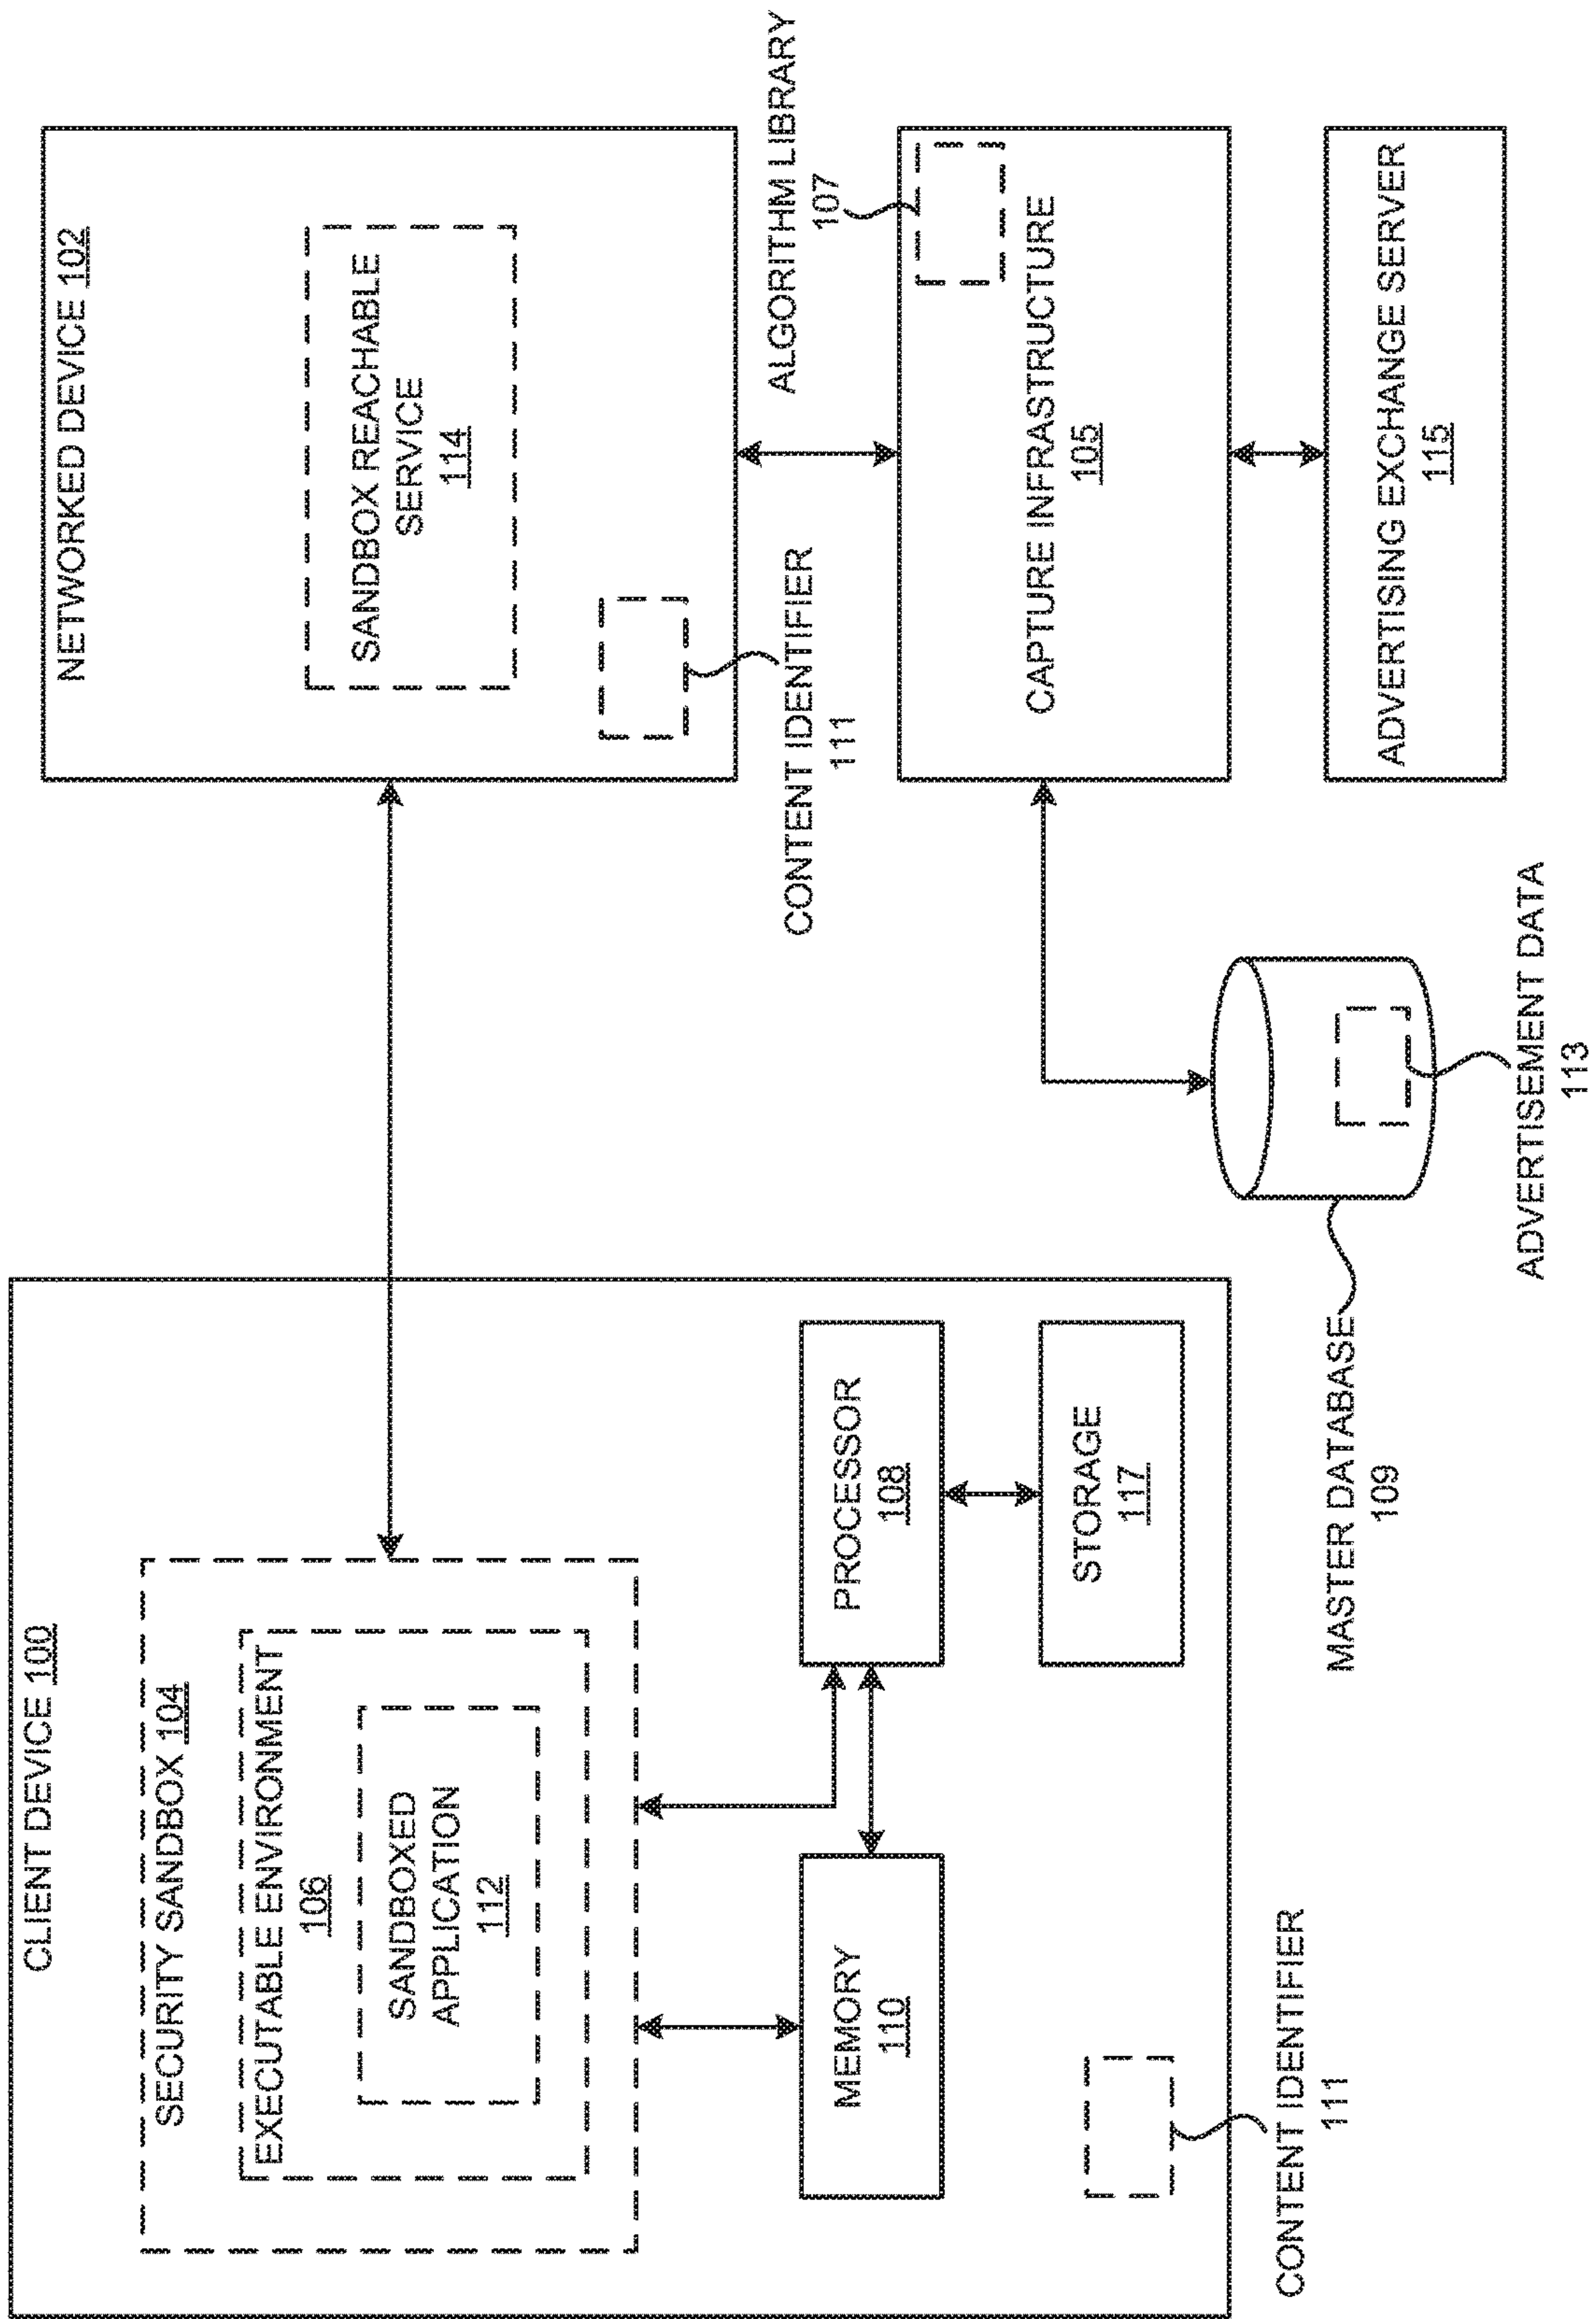 CLIENT DEVICE 100
SECURITY SANDBOX 104
EXECUTABLE ENVIRONMENT
106
SANDBOXED
APPLICATION
112
MEMORY
110
PROCESSOR
108
STORAGE
117
CONTENT IDENTIFIER
111
NETWORKED DEVICE 102
SANDBOX REACHABLE
SERVICE
114
CONTENT IDENTIFIER
111
ALGORITHM LIBRARY
107
CAPTURE INFRASTRUCTURE
105
ADVERTISING EXCHANGE SERVER
115
MASTER DATABASE
109
ADVERTISEMENT DATA
113